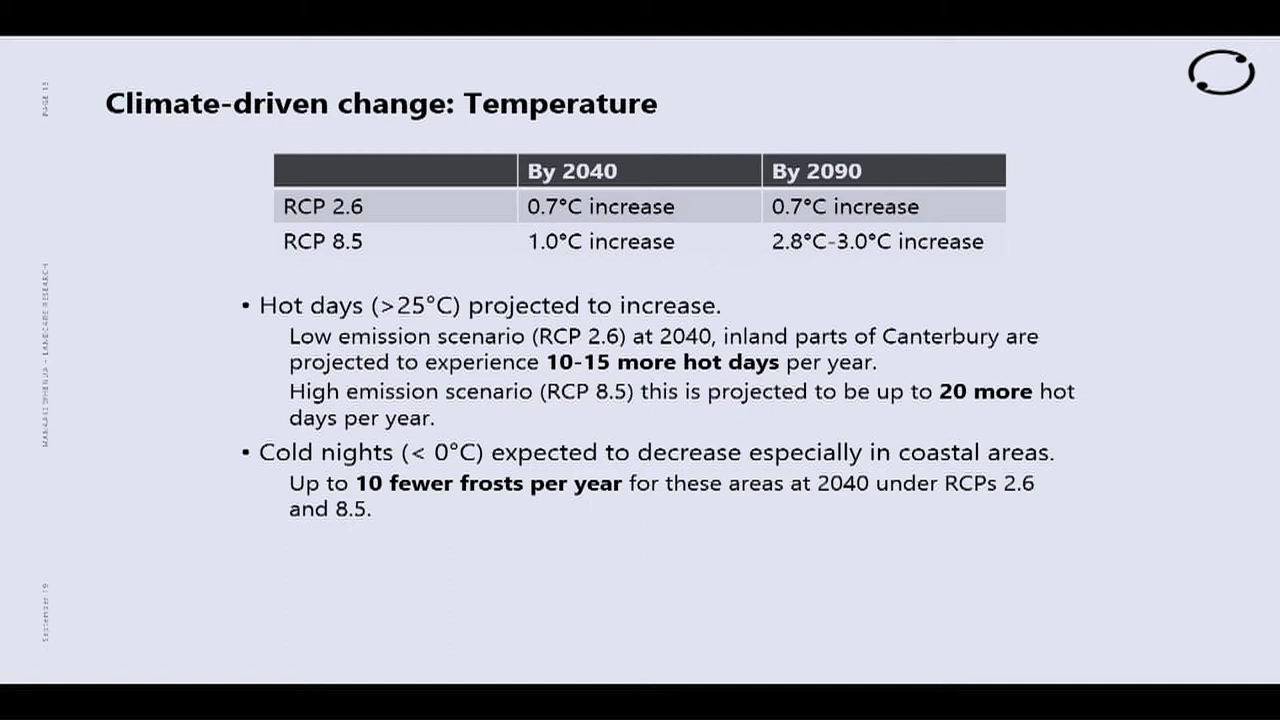 Climate-driven change: Temperature
By 2040 By 2090
RCP 2.6 0.7°C increase 0.7°C increase
RCP 8.5 1.0°C increase 2.8°C-3.0°C increase
• Hot days (>25°C) projected to increase.
Low emission scenario (RCP 2.6) at 2040, inland parts of Canterbury are
projected to experience 10-15 more hot days per year.
High emission scenario (RCP 8.5) this is projected to be up to 20 more hot
days per year.
• Cold nights (< 0°C) expected to decrease especially in coastal areas.
Up to 10 fewer frosts per year for these areas at 2040 under RCPs 2.6
and 8.5.
LANDCARE RESEARCH